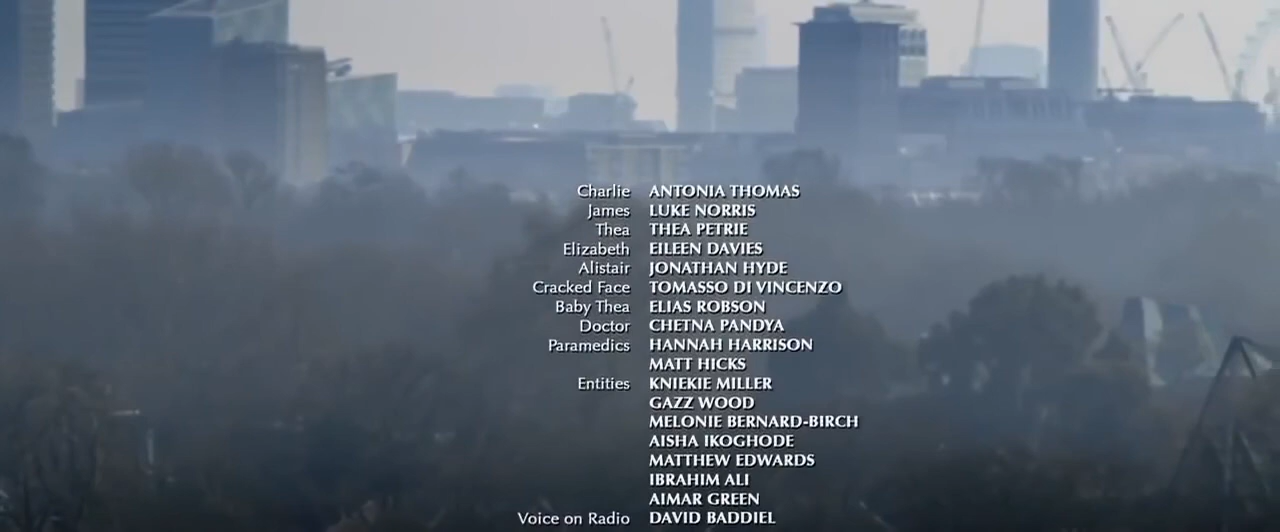 Charlie ANTONIA THOMAS
James LUKE NORRIS
Thea THEA PETRIE
Elizabeth EILEEN DAVIES
Alistair JONATHAN HYDE
Cracked Face TOMASSO DI VINCENZO
Baby Thea ELIAS ROBSON
Doctor CHETNA PANDYA
Paramedics HANNAH HARRISON
MATT HICKS
Entities KNIEKIE MILLER
GAZZ WOOD
MELONIE BERNARD-BIRCH
AISHA IKOGHODE
MATTHEW EDWARDS
IBRAHIM ALI
AIMAR GREEN
Voice on Radio DAVID BADDIEL